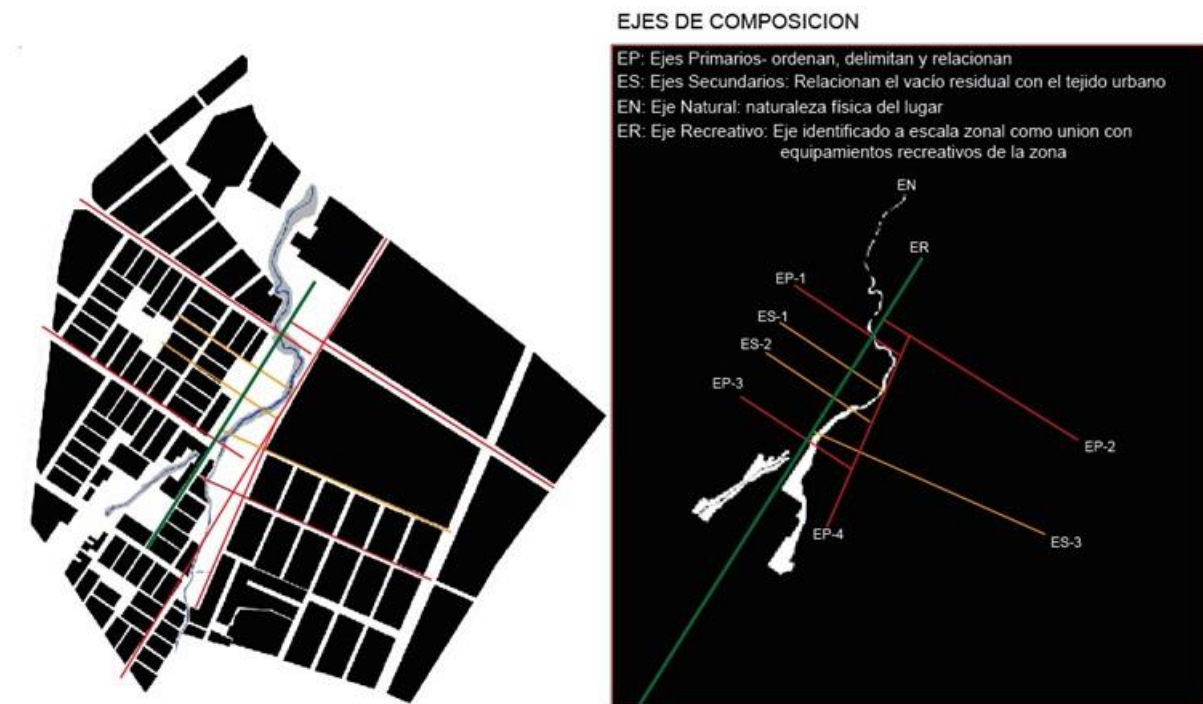 EJES DE COMPOSICION
EP: Ejes Primarios- ordenan, delimitan y relacionan
ES: Ejes Secundarios: Relacionan el vacío residual con el tejido urbano
EN: Eje Natural: naturaleza física del lugar
ER: Eje Recreativo: Eje identificado a escala zonal como union con
equipamientos recreativos de la zona
EN
ER
EP-1
ES-1
ES-2
EP-3
EP-2
EP-4
ES-3